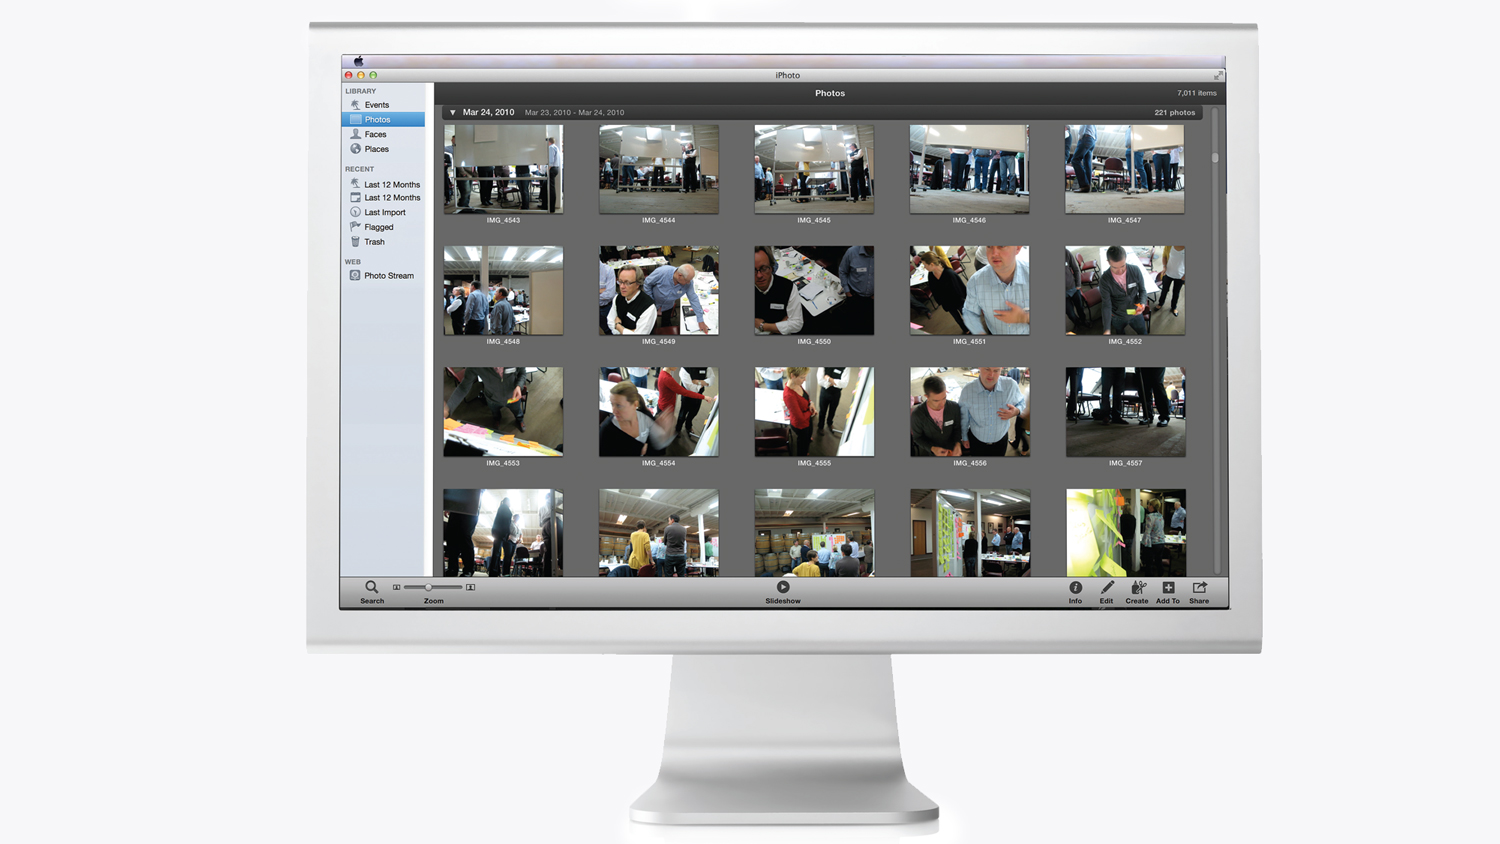 iPhoto
LIBRARY
Events
Photos
Faces
Places
RECENT
Last 12 Months
Last 12 Months
Last Import
Flagged
Trash
WEB
Photo Stream
Photos
7,011 items
Mar 24, 2010 Mar 23, 2010 - Mar 24, 2010 221 photos
IMG_4543 IMG_4544 IMG_4545 IMG_4546 IMG_4547
IMG_4548 IMG_4549 IMG_4550 IMG_4551 IMG_4552
IMG_4553 IMG_4554 IMG_4555 IMG_4556 IMG_4557
Search Zoom Slideshow Info Edit Create Add To Share